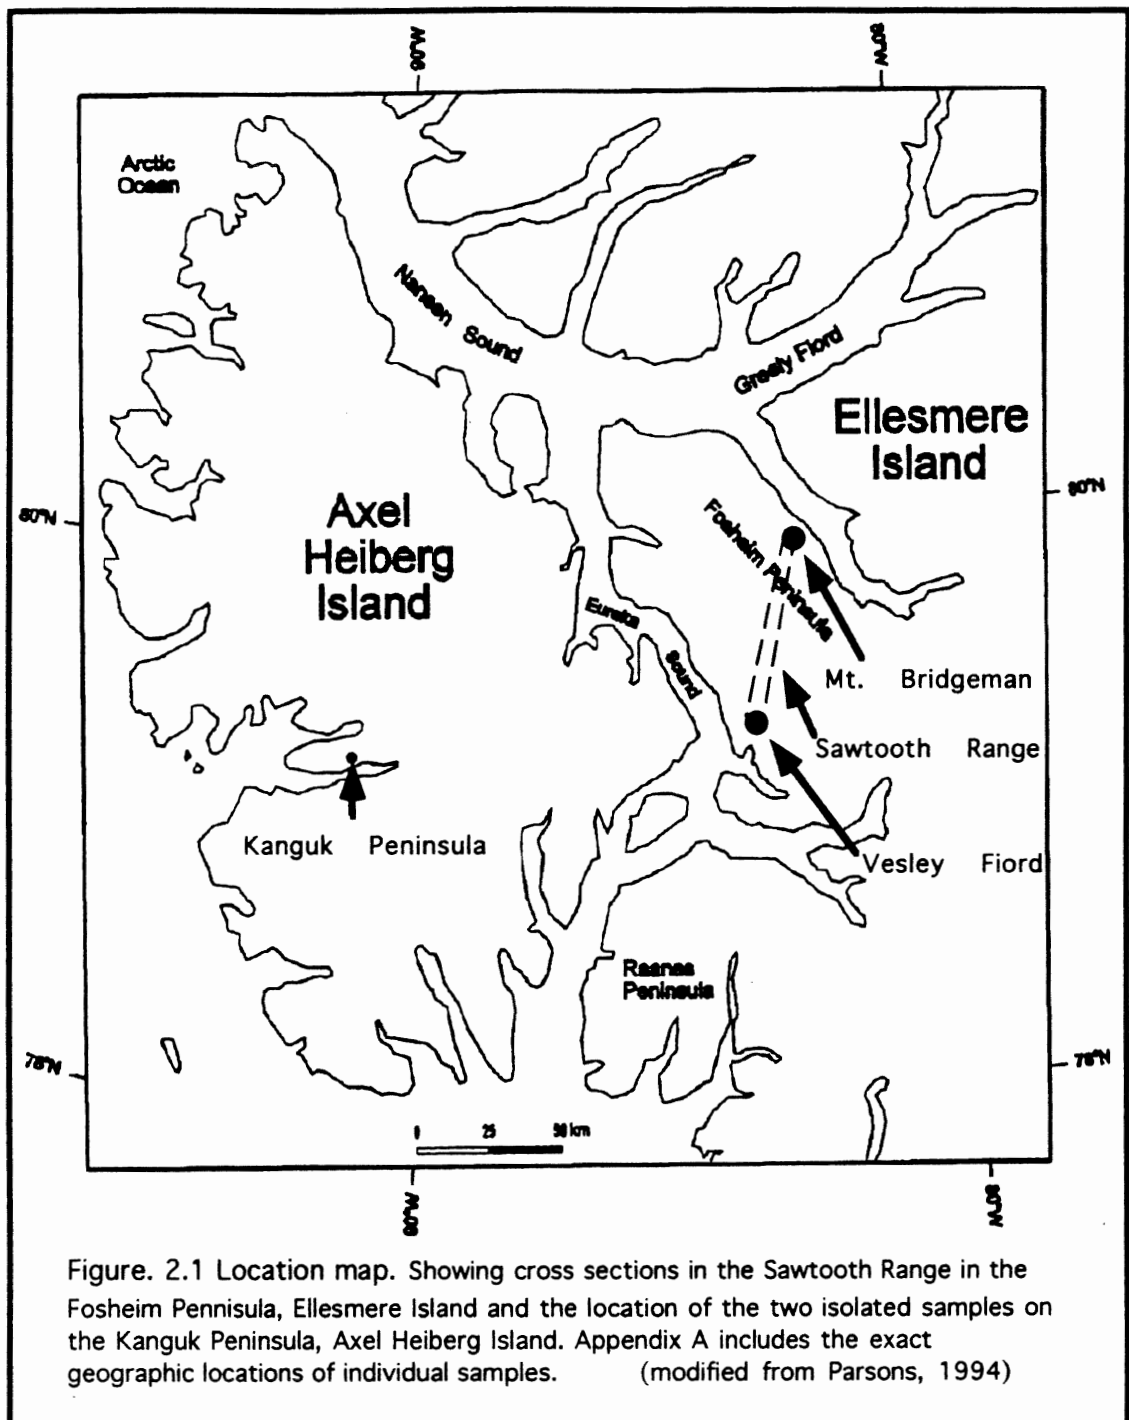 90°W
80°W
Arctic
Ocean
Nansen Sound
Greely Fiord
Ellesmere
Island
80°N
80°N
Axel
Heiberg
Island
Fosheim Peninsula
Eureka
Sound
Mt. Bridgeman
Sawtooth Range
Kanguk Peninsula
Vesley Fiord
Raanes
Peninsula
78°N
78°N
0 25 50 km
90°W
80°W
Figure. 2.1 Location map. Showing cross sections in the Sawtooth Range in the
Fosheim Pennisula, Ellesmere Island and the location of the two isolated samples on
the Kanguk Peninsula, Axel Heiberg Island. Appendix A includes the exact
geographic locations of individual samples. (modified from Parsons, 1994)